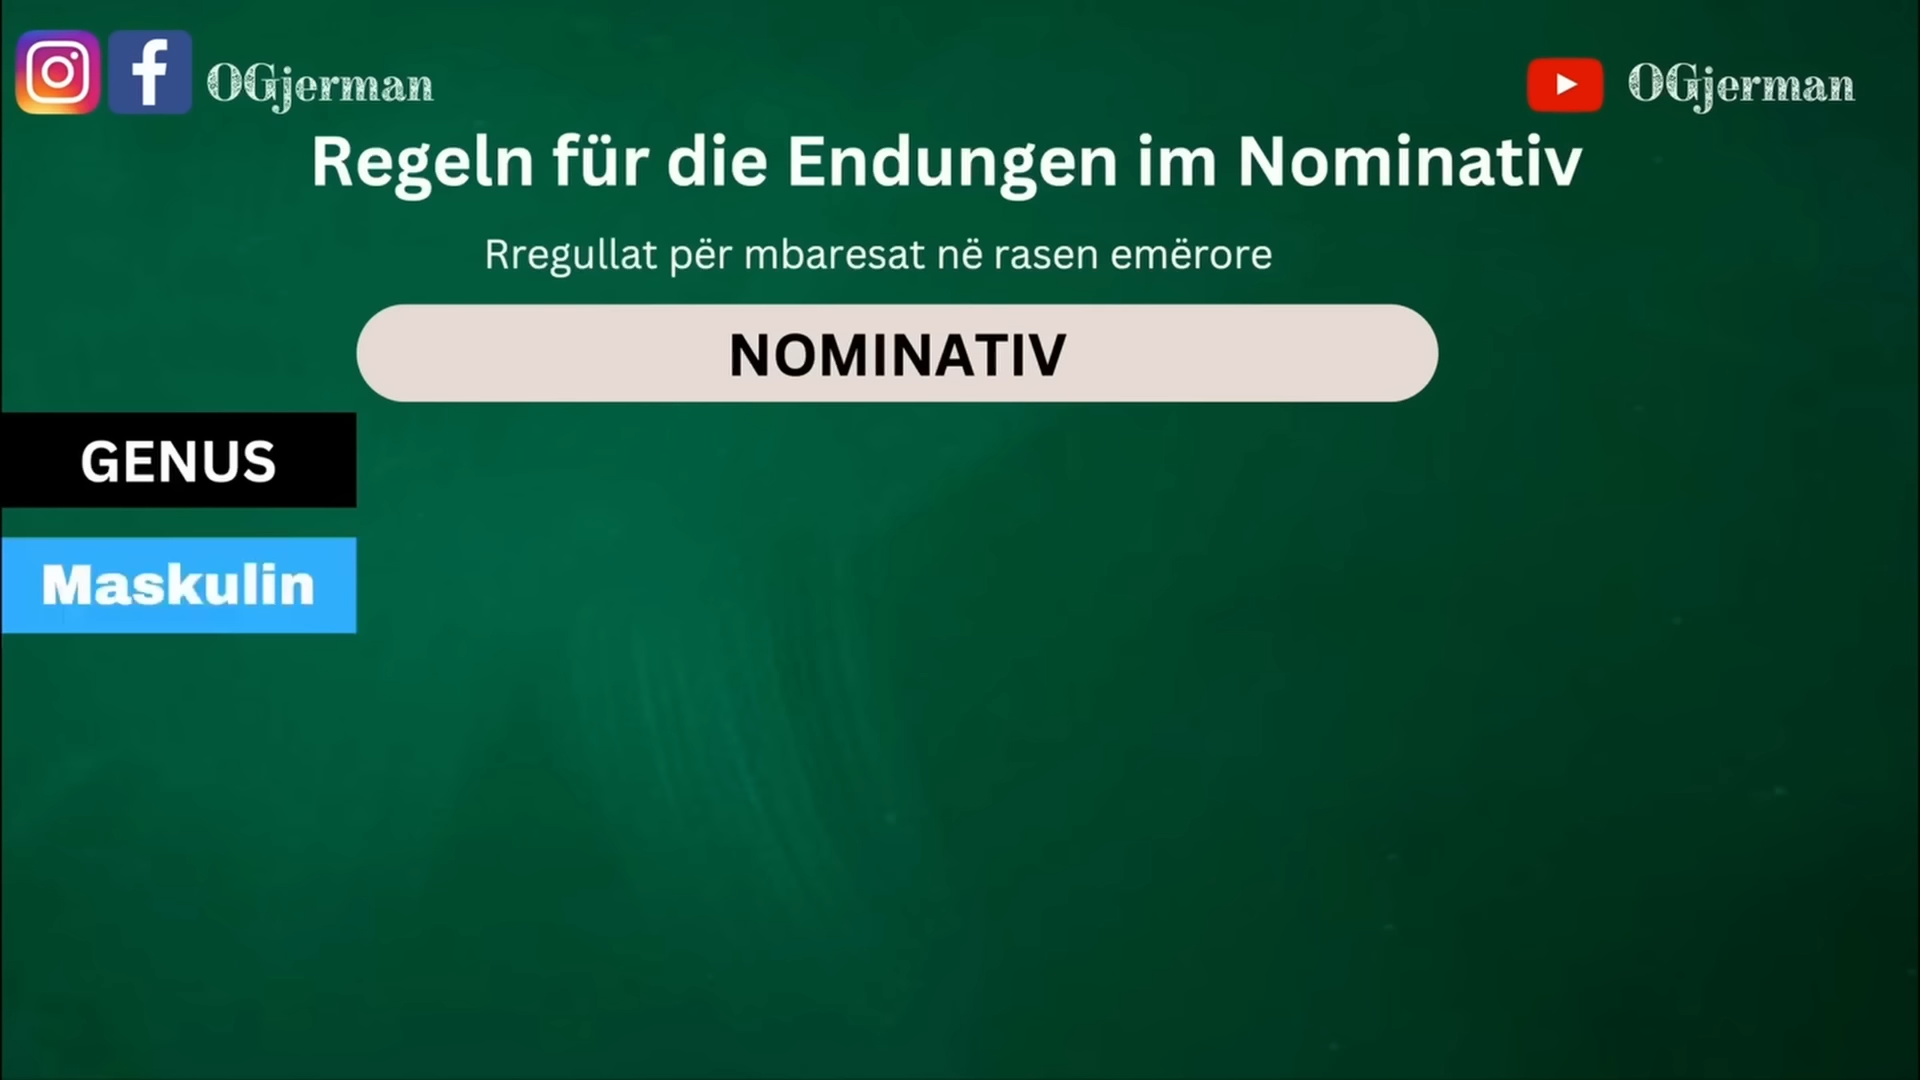 OGjerman
OGjerman
Regeln für die Endungen im Nominativ
Rregullat për mbaresat në rasen emërore
NOMINATIV
GENUS
Maskulin